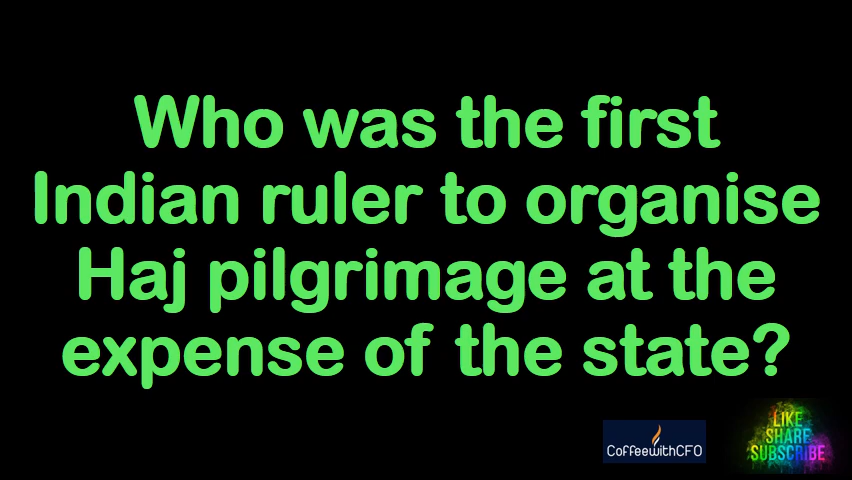 Who was the first
Indian ruler to organise
Haj pilgrimage at the
expense of the state?
CoffeewithCFO
LIKE
SHARE
SUBSCRIBE